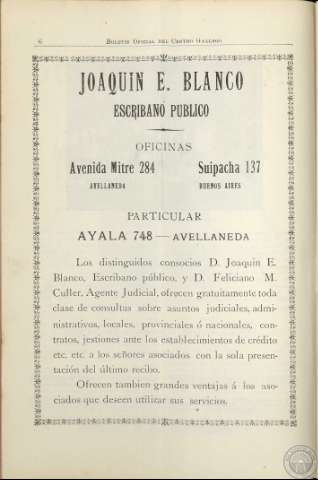 6 BOLETIN OFICIAL DEL CENTRO GALLEGO
JOAQUIN E. BLANCO
ESCRIBANO PUBLICO
OFICINAS
Avenida Mitre 284 Suipacha 137
AVELLANEDA BUENOS AIRES
PARTICULAR
AYALA 748 — AVELLANEDA
Los distinguidos consocios D. Joaquin E.
Blanco, Escribano público, y D. Feliciano M.
Culler, Agente Judicial, ofrecen gratuitamente toda
clase de consultas sobre asuntos judiciales, admi-
nistrativos, locales, provinciales ó nacionales, con-
tratos, jestiones ante los establecimientos de crédito
etc. etc. a los señores asociados con la sola presen-
tación del último recibo.
Ofrecen tambien grandes ventajas á los aso-
ciados que deseen utilizar sus servicios.